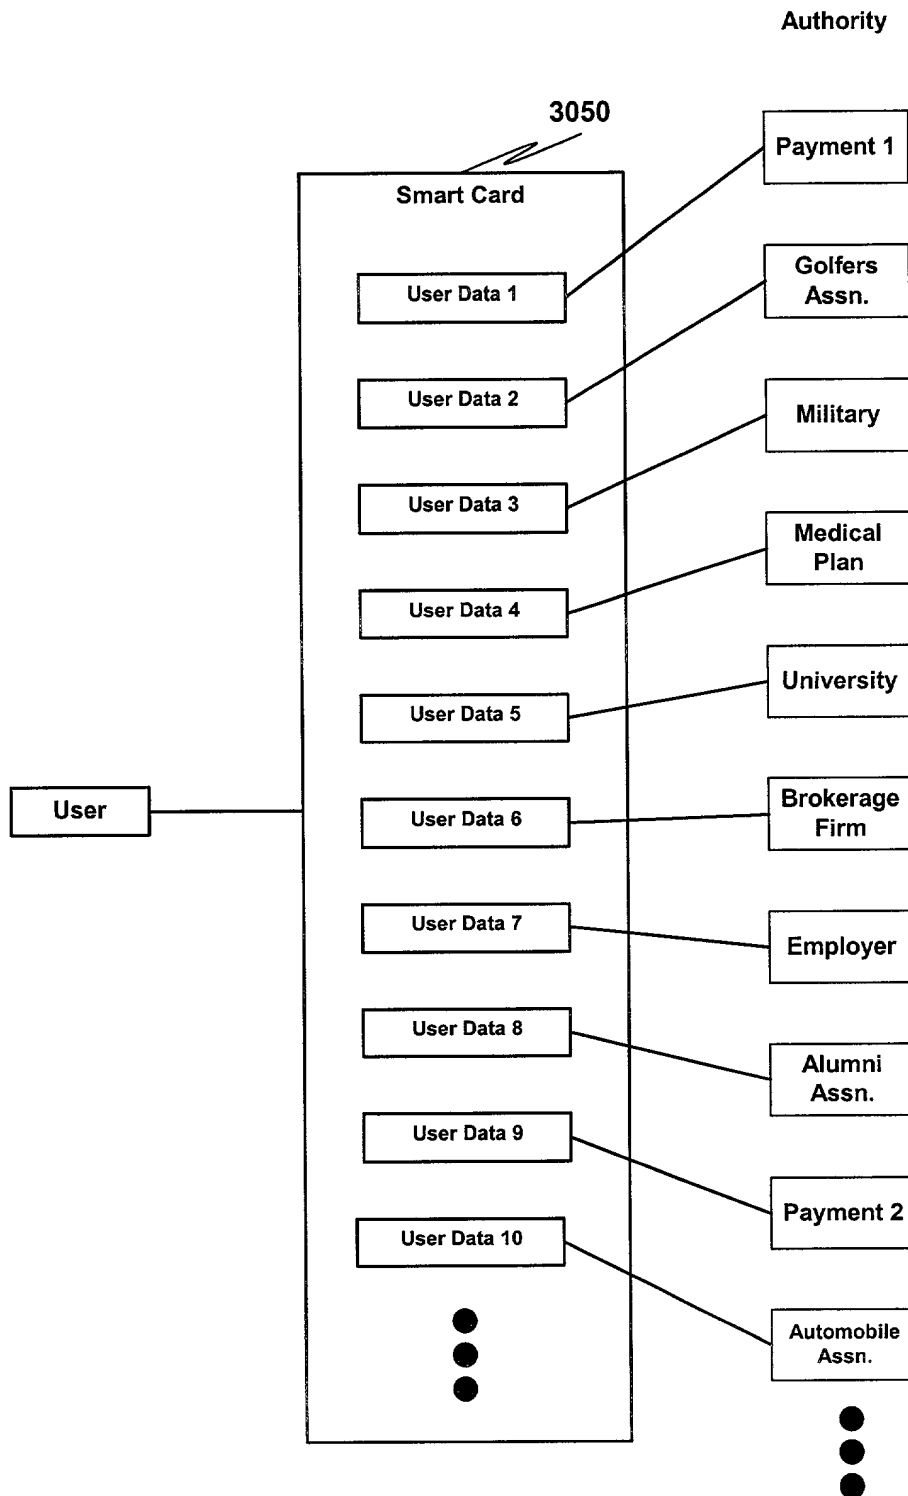 Authority
3050
Payment 1
Smart Card
Golfers
Assn.
User Data 1
User Data 2
Military
User Data 3
Medical
Plan
User Data 4
University
User Data 5
User
Brokerage
Firm
User Data 6
User Data 7
Employer
User Data 8
Alumni
Assn.
User Data 9
Payment 2
User Data 10
Automobile
Assn.